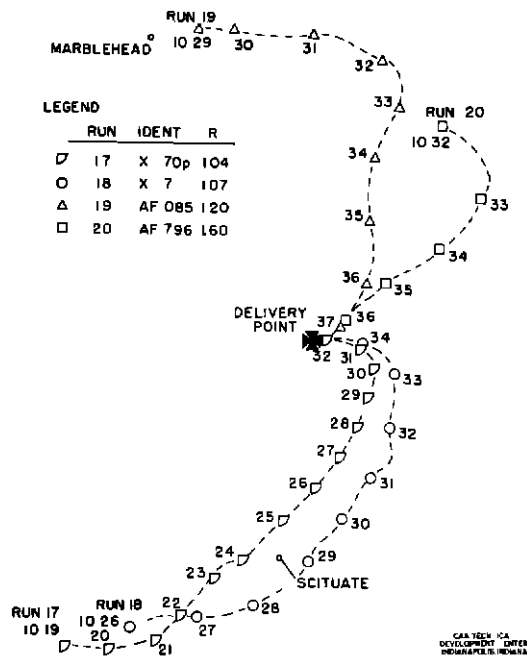 RUN 19
10 29
30
31
MARBLEHEAD
32
33
RUN 20
10 32
LEGEND
RUN IDENT R
17 X 70p 104
18 X 7 107
19 AF 085 120
20 AF 796 160
34
33
35
34
36
35
DELIVERY
POINT
37
36
34
32
31
30
33
29
28
32
27
26
31
25
30
24
29
23
SCITUATE
22
28
RUN 17
10 19
RUN 18
10 26
27
20
21
DEVELOPMENT
INDIANAPOLIS, INDIANA